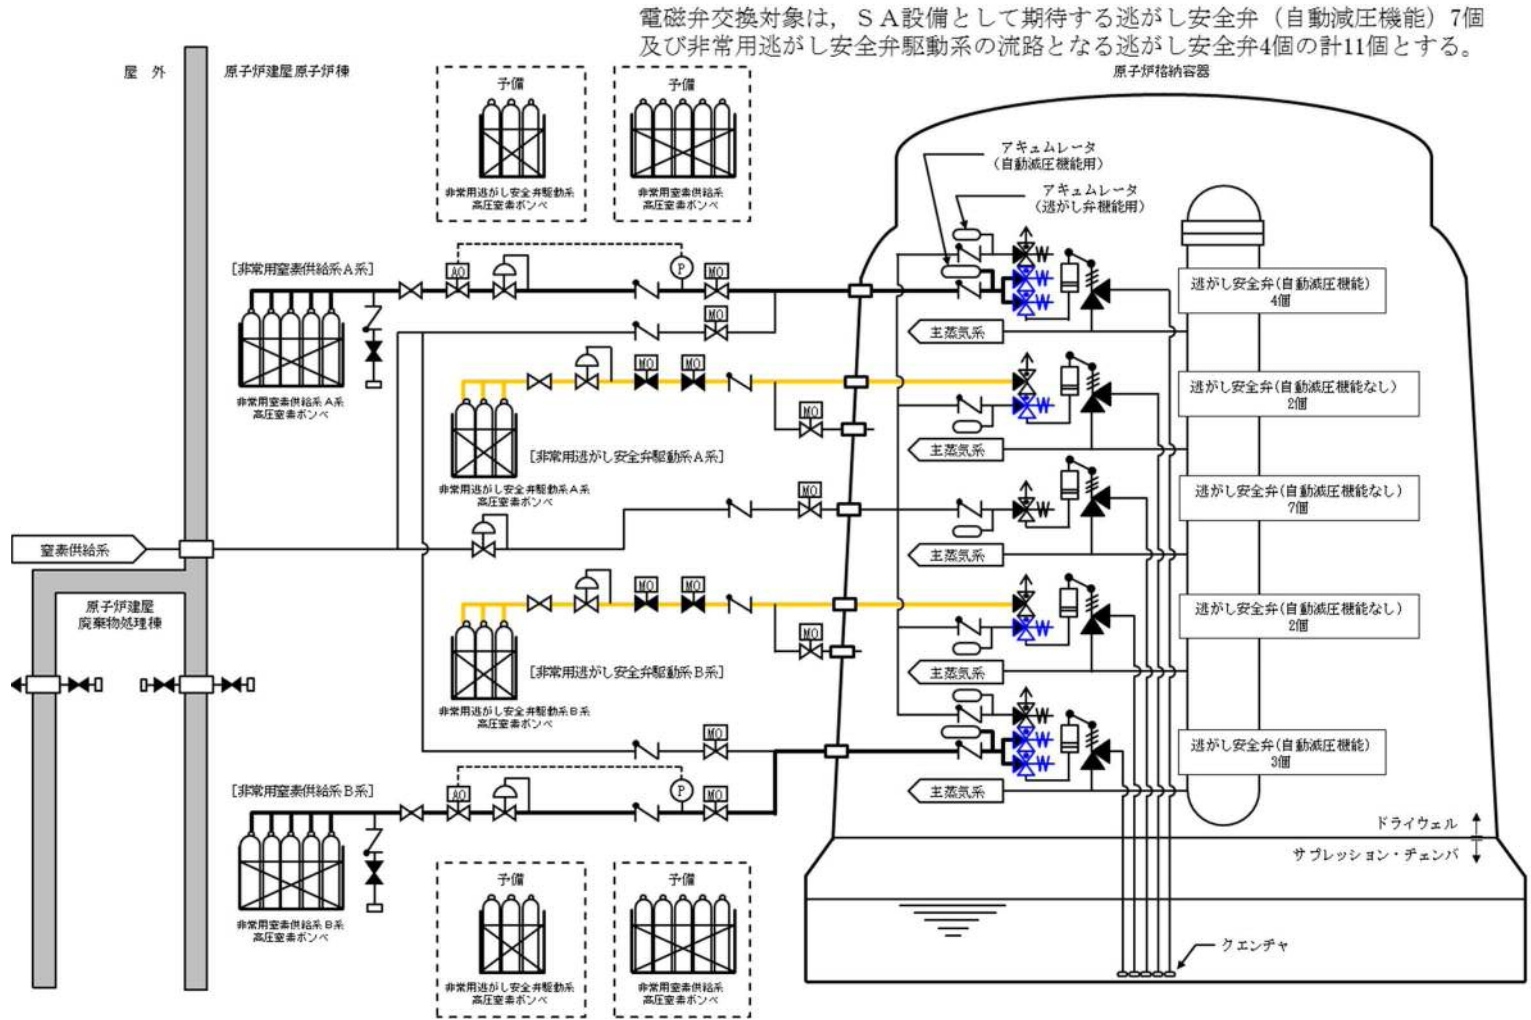 電磁弁交換対象は，ＳＡ設備として期待する逃がし安全弁（自動減圧機能）7個
及び非常用逃がし安全弁駆動系の流路となる逃がし安全弁4個の計11個とする。
屋　外
原子炉建屋原子炉棟
原子炉格納容器
予備
非常用逃がし安全弁駆動系
高圧窒素ボンベ
予備
非常用窒素供給系
高圧窒素ボンベ
アキュムレータ
（自動減圧機能用）
アキュムレータ
（逃がし弁機能用）
[非常用窒素供給系Ａ系]
AO
P
MO
MO
非常用窒素供給系Ａ系
高圧窒素ボンベ
逃がし安全弁(自動減圧機能)
4個
主蒸気系
MO
MO
MO
[非常用逃がし安全弁駆動系Ａ系]
非常用逃がし安全弁駆動系Ａ系
高圧窒素ボンベ
逃がし安全弁(自動減圧機能なし)
2個
主蒸気系
MO
逃がし安全弁(自動減圧機能なし)
7個
主蒸気系
窒素供給系
原子炉建屋
廃棄物処理棟
MO
MO
MO
[非常用逃がし安全弁駆動系Ｂ系]
非常用逃がし安全弁駆動系Ｂ系
高圧窒素ボンベ
逃がし安全弁(自動減圧機能なし)
2個
主蒸気系
MO
逃がし安全弁(自動減圧機能)
3個
主蒸気系
[非常用窒素供給系Ｂ系]
AO
P
MO
非常用窒素供給系Ｂ系
高圧窒素ボンベ
ドライウェル
サプレッション・チェンバ
予備
非常用逃がし安全弁駆動系
高圧窒素ボンベ
予備
非常用窒素供給系
高圧窒素ボンベ
クエンチャ